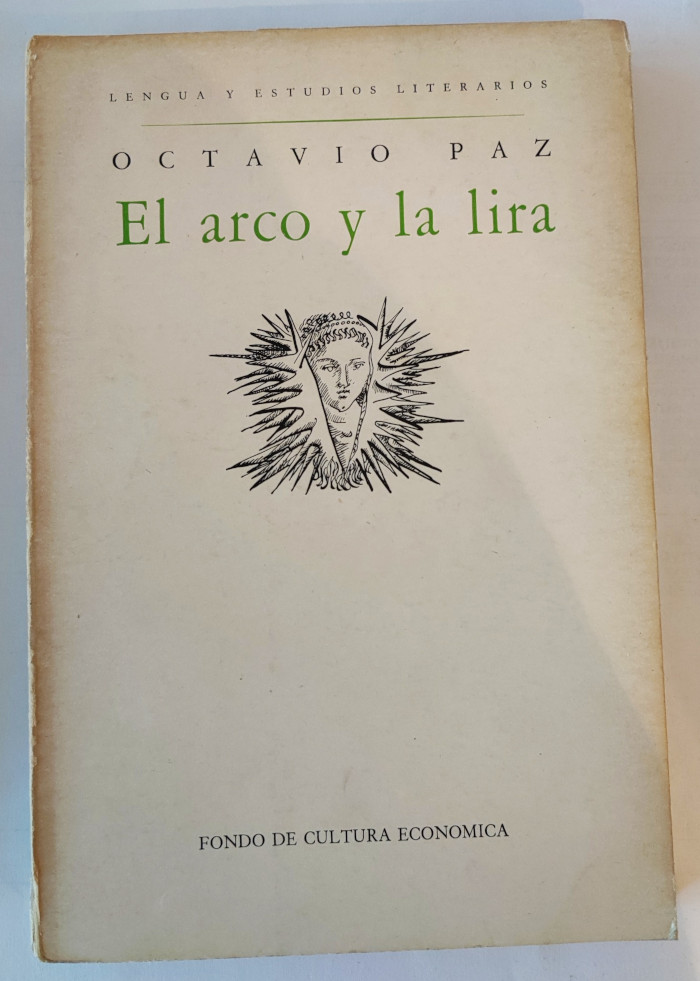 LENGUA Y ESTUDIOS LITERARIOS
OCTAVIO PAZ
El arco y la lira
FONDO DE CULTURA ECONOMICA